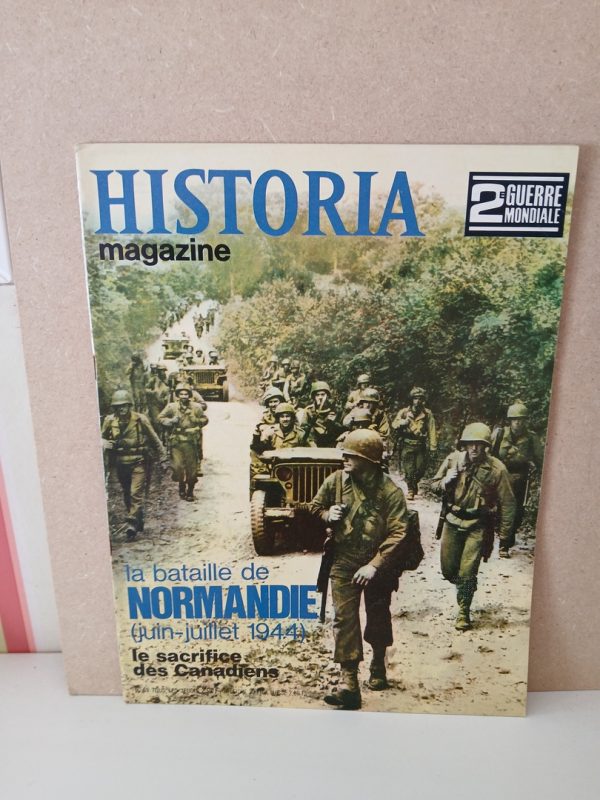 HISTORIA
magazine
2E GUERRE
MONDIALE
la bataille de
NORMANDIE
(juin-juillet 1944)
le sacrifice
des Canadiens